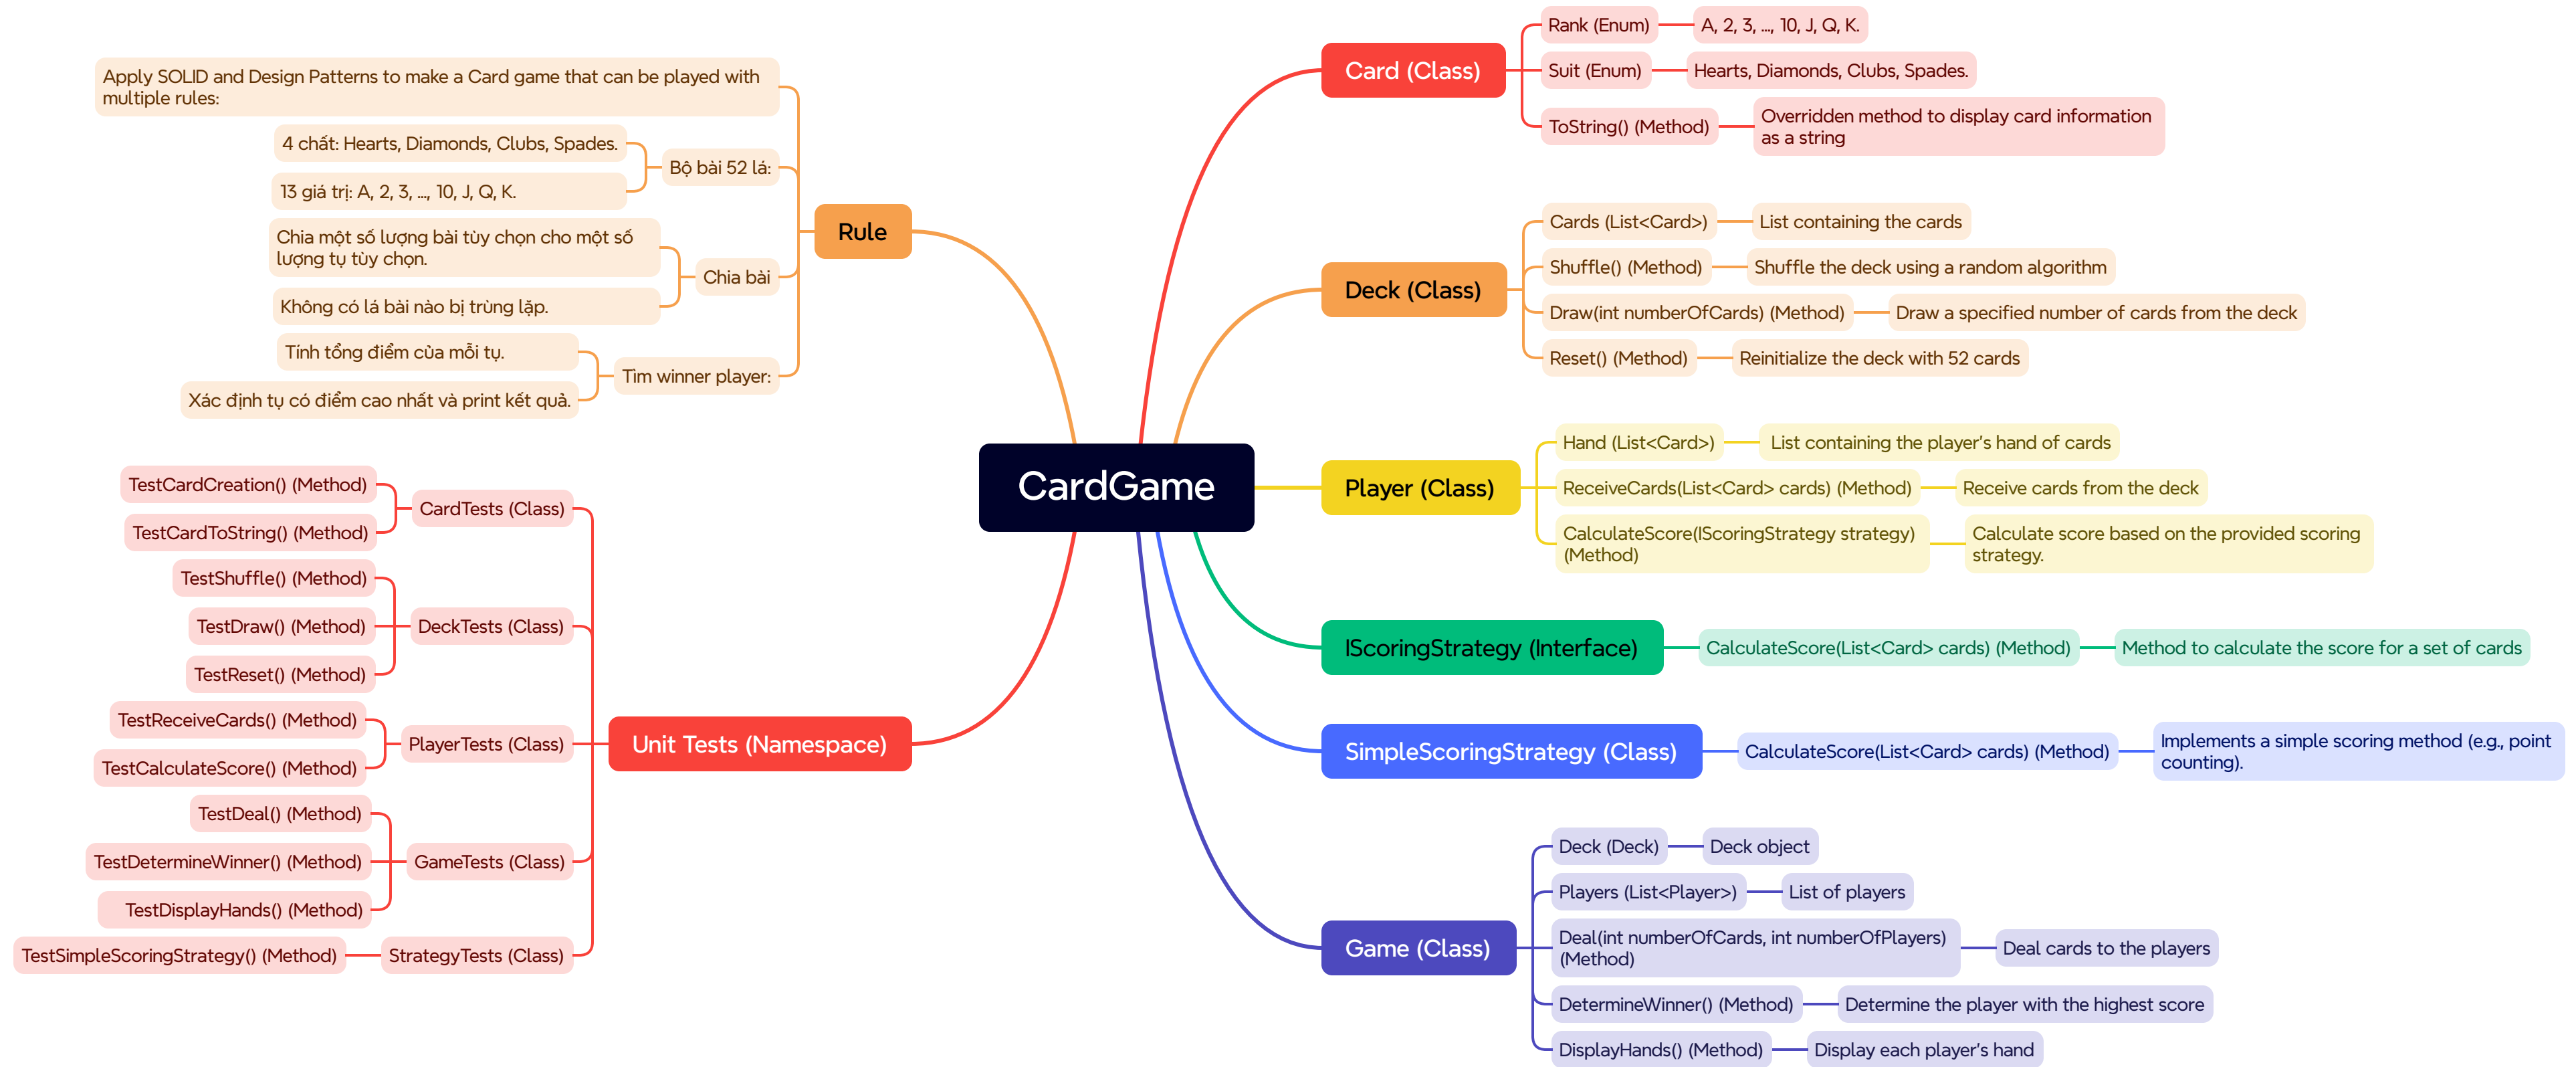 CardGame
Card (Class)
Rank (Enum)
A, 2, 3, ..., 10, J, Q, K.
Suit (Enum)
Hearts, Diamonds, Clubs, Spades.
ToString() (Method)
Overridden method to display card information
as a string
Deck (Class)
Cards (List<Card>)
List containing the cards
Shuffle() (Method)
Shuffle the deck using a random algorithm
Draw(int numberOfCards) (Method)
Draw a specified number of cards from the deck
Reset() (Method)
Reinitialize the deck with 52 cards
Player (Class)
Hand (List<Card>)
List containing the player's hand of cards
ReceiveCards(List<Card> cards) (Method)
Receive cards from the deck
CalculateScore(IScoringStrategy strategy)
(Method)
Calculate score based on the provided scoring
strategy.
IScoringStrategy (Interface)
CalculateScore(List<Card> cards) (Method)
Method to calculate the score for a set of cards
SimpleScoringStrategy (Class)
CalculateScore(List<Card> cards) (Method)
Implements a simple scoring method (e.g., point
counting).
Game (Class)
Deck (Deck)
Deck object
Players (List<Player>)
List of players
Deal(int numberOfCards, int numberOfPlayers)
(Method)
Deal cards to the players
DetermineWinner() (Method)
Determine the player with the highest score
DisplayHands() (Method)
Display each player's hand
Rule
Apply SOLID and Design Patterns to make a Card game that can be played with
multiple rules:
Bộ bài 52 lá:
4 chất: Hearts, Diamonds, Clubs, Spades.
13 giá trị: A, 2, 3, ..., 10, J, Q, K.
Chia bài
Chia một số lượng bài tùy chọn cho một số
lượng tụ tùy chọn.
Không có lá bài nào bị trùng lặp.
Tìm winner player:
Tính tổng điểm của mỗi tụ.
Xác định tụ có điểm cao nhất và print kết quả.
Unit Tests (Namespace)
CardTests (Class)
TestCardCreation() (Method)
TestCardToString() (Method)
DeckTests (Class)
TestShuffle() (Method)
TestDraw() (Method)
TestReset() (Method)
PlayerTests (Class)
TestReceiveCards() (Method)
TestCalculateScore() (Method)
GameTests (Class)
TestDeal() (Method)
TestDetermineWinner() (Method)
TestDisplayHands() (Method)
StrategyTests (Class)
TestSimpleScoringStrategy() (Method)